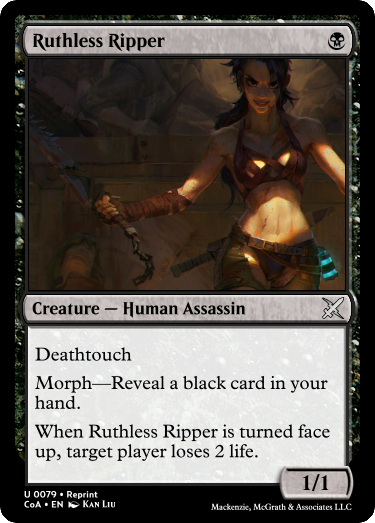 Ruthless Ripper
Creature — Human Assassin
Deathtouch
Morph—Reveal a black card in your
hand.
When Ruthless Ripper is turned face
up, target player loses 2 life.
1/1
U 0079 • Reprint
CoA • EN Kan Liu
Mackenzie, McGrath & Associates LLC